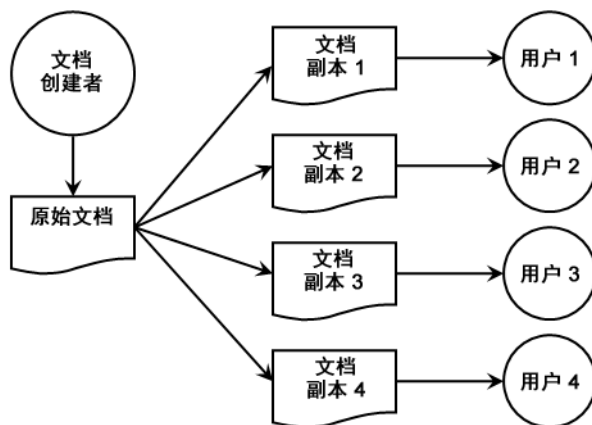 文档
创建者
原始文档
文档
副本 1
用户 1
文档
副本 2
用户 2
文档
副本 3
用户 3
文档
副本 4
用户 4